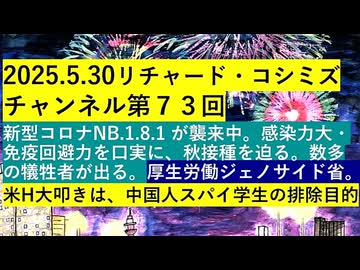 2025.5.30リチャード・コシミズ
チャンネル第７３回
新型コロナNB.1.8.1 が襲来中。感染力大・
免疫回避力を口実に、秋接種を迫る。数多
の犠牲者が出る。厚生労働ジェノサイド省。
米H大叩きは、中国人スパイ学生の排除目的